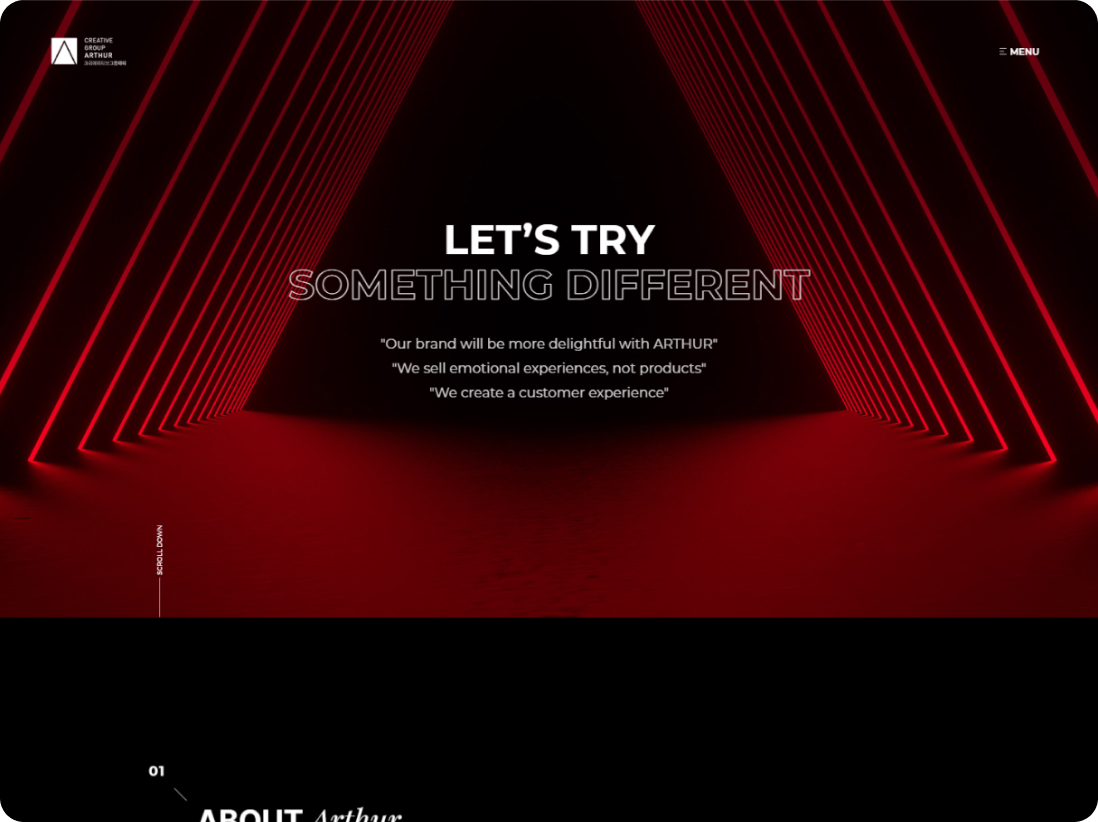 CREATIVE
GROUP
ARTHUR
MENU
LET'S TRY
SOMETHING DIFFERENT
"Our brand will be more delightful with ARTHUR"
"We sell emotional experiences, not products"
"We create a customer experience"
SCROLL DOWN
01
ABOUT Arthur